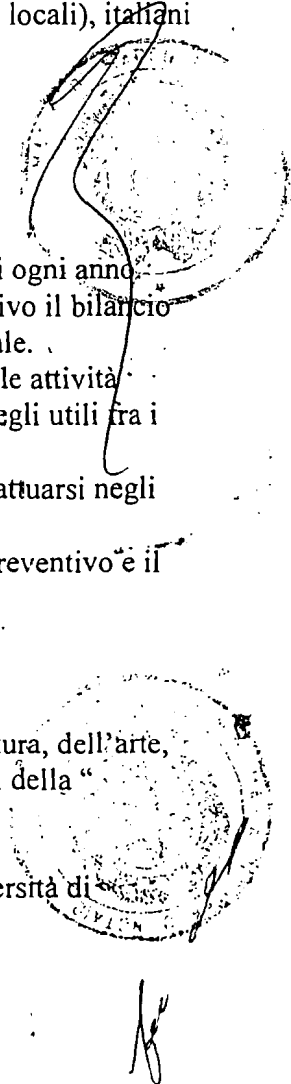 locali), italiani
i ogni anno
ivo il bilancio
ale.
le attività
egli utili fra i
attuarsi negli
reventivo e il
tura, dell'arte,
della "
ersità di